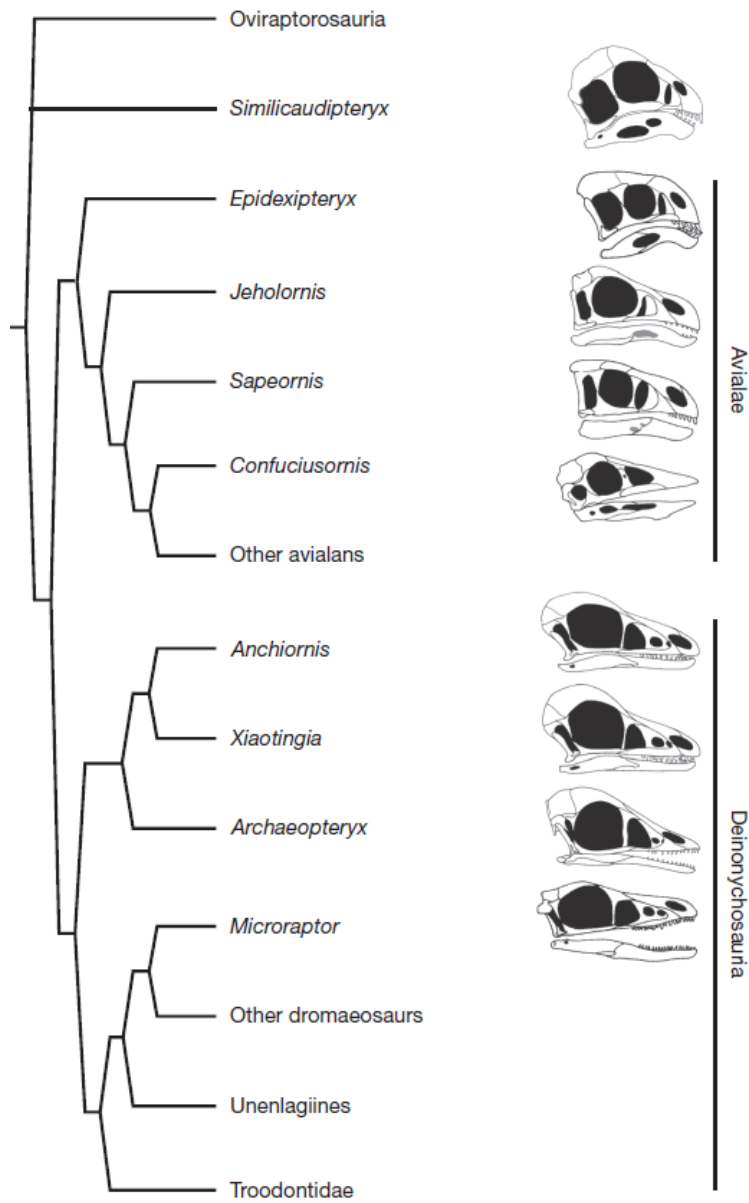 Oviraptorosauria
Similicaudipteryx
Epidexipteryx
Jeholornis
Sapeornis
Confuciusornis
Other avialans
Avialae
Anchiornis
Xiaotingia
Archaeopteryx
Microraptor
Other dromaeosaurs
Unenlagiines
Troodontidae
Deinonychosauria